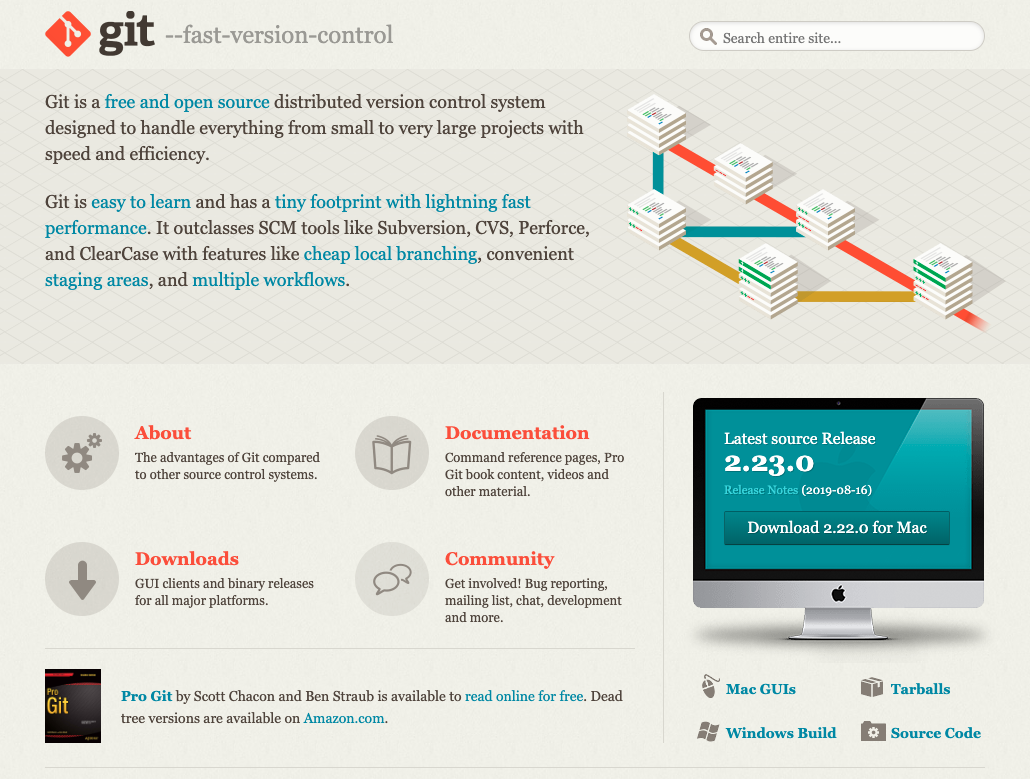 git --fast-version-control
Search entire site...
Git is a free and open source distributed version control system
designed to handle everything from small to very large projects with
speed and efficiency.
Git is easy to learn and has a tiny footprint with lightning fast
performance. It outclasses SCM tools like Subversion, CVS, Perforce,
and ClearCase with features like cheap local branching, convenient
staging areas, and multiple workflows.
About
The advantages of Git compared
to other source control systems.
Documentation
Command reference pages, Pro
Git book content, videos and
other material.
Downloads
GUI clients and binary releases
for all major platforms.
Community
Get involved! Bug reporting,
mailing list, chat, development
and more.
Pro
Git
Pro Git by Scott Chacon and Ben Straub is available to read online for free. Dead
tree versions are available on Amazon.com.
Latest source Release
2.23.0
Release Notes (2019-08-16)
Download 2.22.0 for Mac
Mac GUIs
Tarballs
Windows Build
Source Code